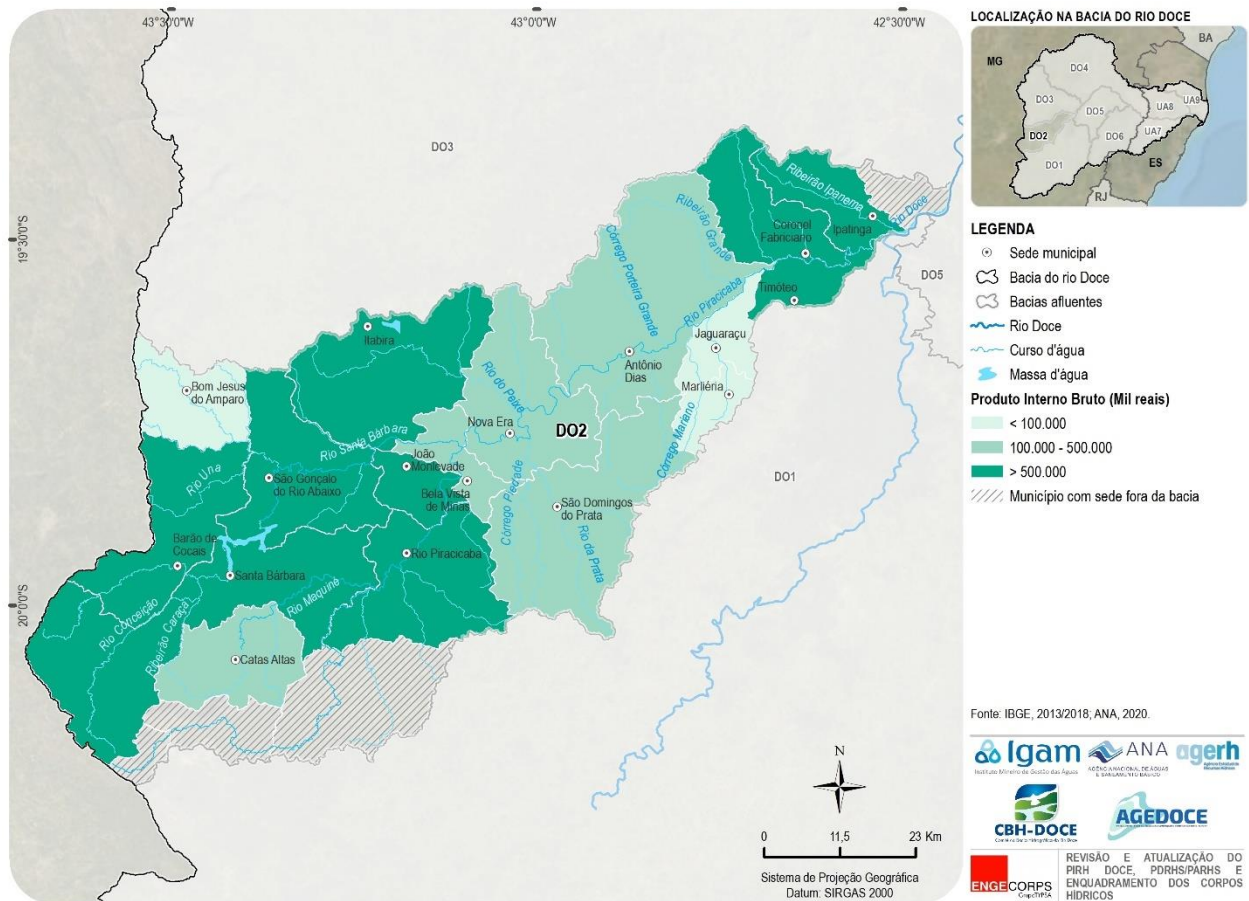 43°30'0"W
43°0'0"W
42°30'0"W
19°30'0"S
20°0'0"S
DO3
Ribeirão Ipanema
Rio Doce
Ribeirão Grande
Coronel
Fabriciano
Ipatinga
Córrego Porteira Grande
DO5
Rio Piracicaba
Timóteo
Itabira
Jaguaraçu
Antônio
Dias
Bom Jesus
do Amparo
Marliéria
Rio do Peixe
Nova Era
DO2
Córrego Mariano
Rio Santa Bárbara
João
Monlevade
Rio Una
São Gonçalo
do Rio Abaixo
Bela Vista
de Minas
Córrego Piedade
DO1
São Domingos
do Prata
Rio da Prata
Barão de
Cocais
Rio Piracicaba
Santa Bárbara
Rio Maquiné
Rio Conceição
Ribeirão Caraça
Catas Altas
N
0 11,5 23 Km
Sistema de Projeção Geográfica
Datum: SIRGAS 2000
LOCALIZAÇÃO NA BACIA DO RIO DOCE
BA
MG
DO4
DO3
DO5
UA8
UA9
DO2
DO6
UA7
DO1
ES
RJ
LEGENDA
Sede municipal
Bacia do rio Doce
Bacias afluentes
Rio Doce
Curso d'água
Massa d'água
Produto Interno Bruto (Mil reais)
< 100.000
100.000 - 500.000
> 500.000
Município com sede fora da bacia
Fonte: IBGE, 2013/2018; ANA, 2020.
Igam
Instituto Mineiro de Gestão das Águas
ANA
AGÊNCIA NACIONAL DE ÁGUAS
E SANEAMENTO BÁSICO
agerh
CBH-DOCE
AGEDOCE
ENGECORPS
GrupoTYPSA
REVISÃO E ATUALIZAÇÃO DO
PIRH DOCE, PDRHS/PARHS E
ENQUADRAMENTO DOS CORPOS
HÍDRICOS